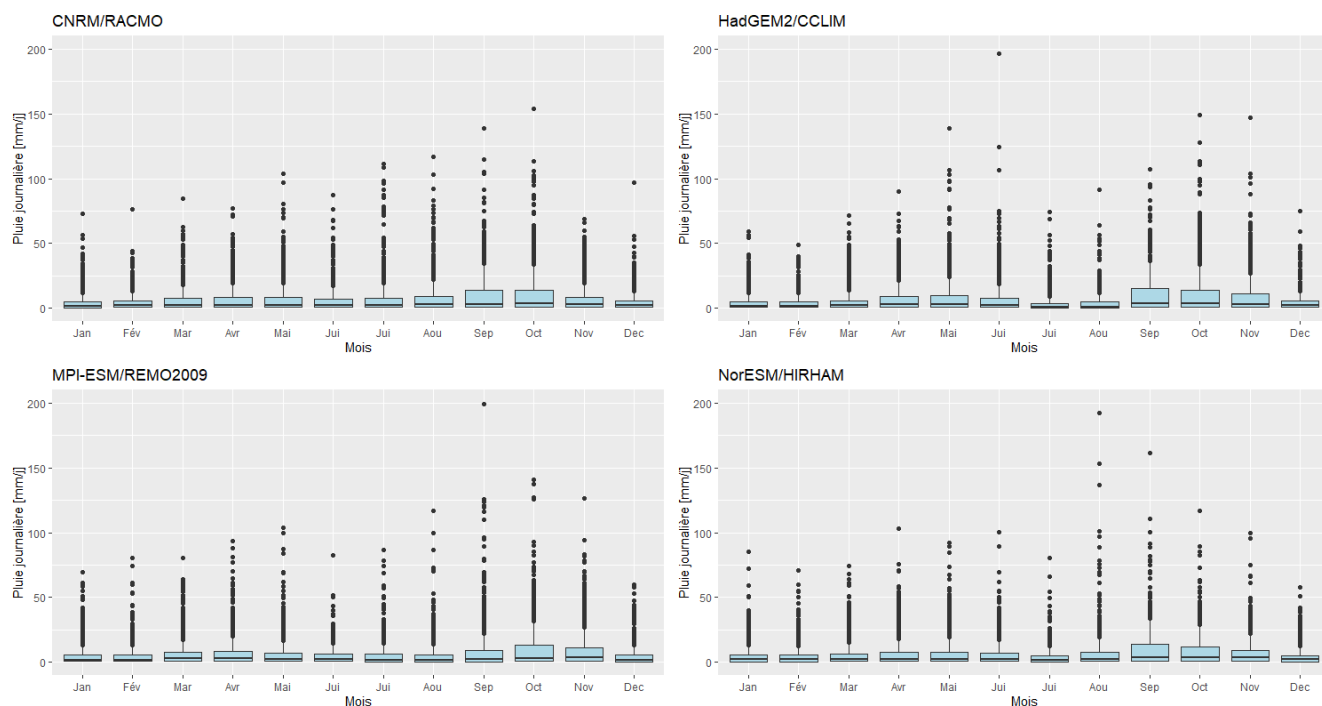 CNRM/RACMO
HadGEM2/CCLIM
Pluie journalière [mm/j]
200
150
100
50
0
Jan Fév Mar Avr Mai Jui Jui Aou Sep Oct Nov Dec
Mois
Pluie journalière [mm/j]
200
150
100
50
0
Jan Fév Mar Avr Mai Jui Jui Aou Sep Oct Nov Dec
Mois
MPI-ESM/REMO2009
NorESM/HIRHAM
Pluie journalière [mm/j]
200
150
100
50
0
Jan Fév Mar Avr Mai Jui Jui Aou Sep Oct Nov Dec
Mois
Pluie journalière [mm/j]
200
150
100
50
0
Jan Fév Mar Avr Mai Jui Jui Aou Sep Oct Nov Dec
Mois